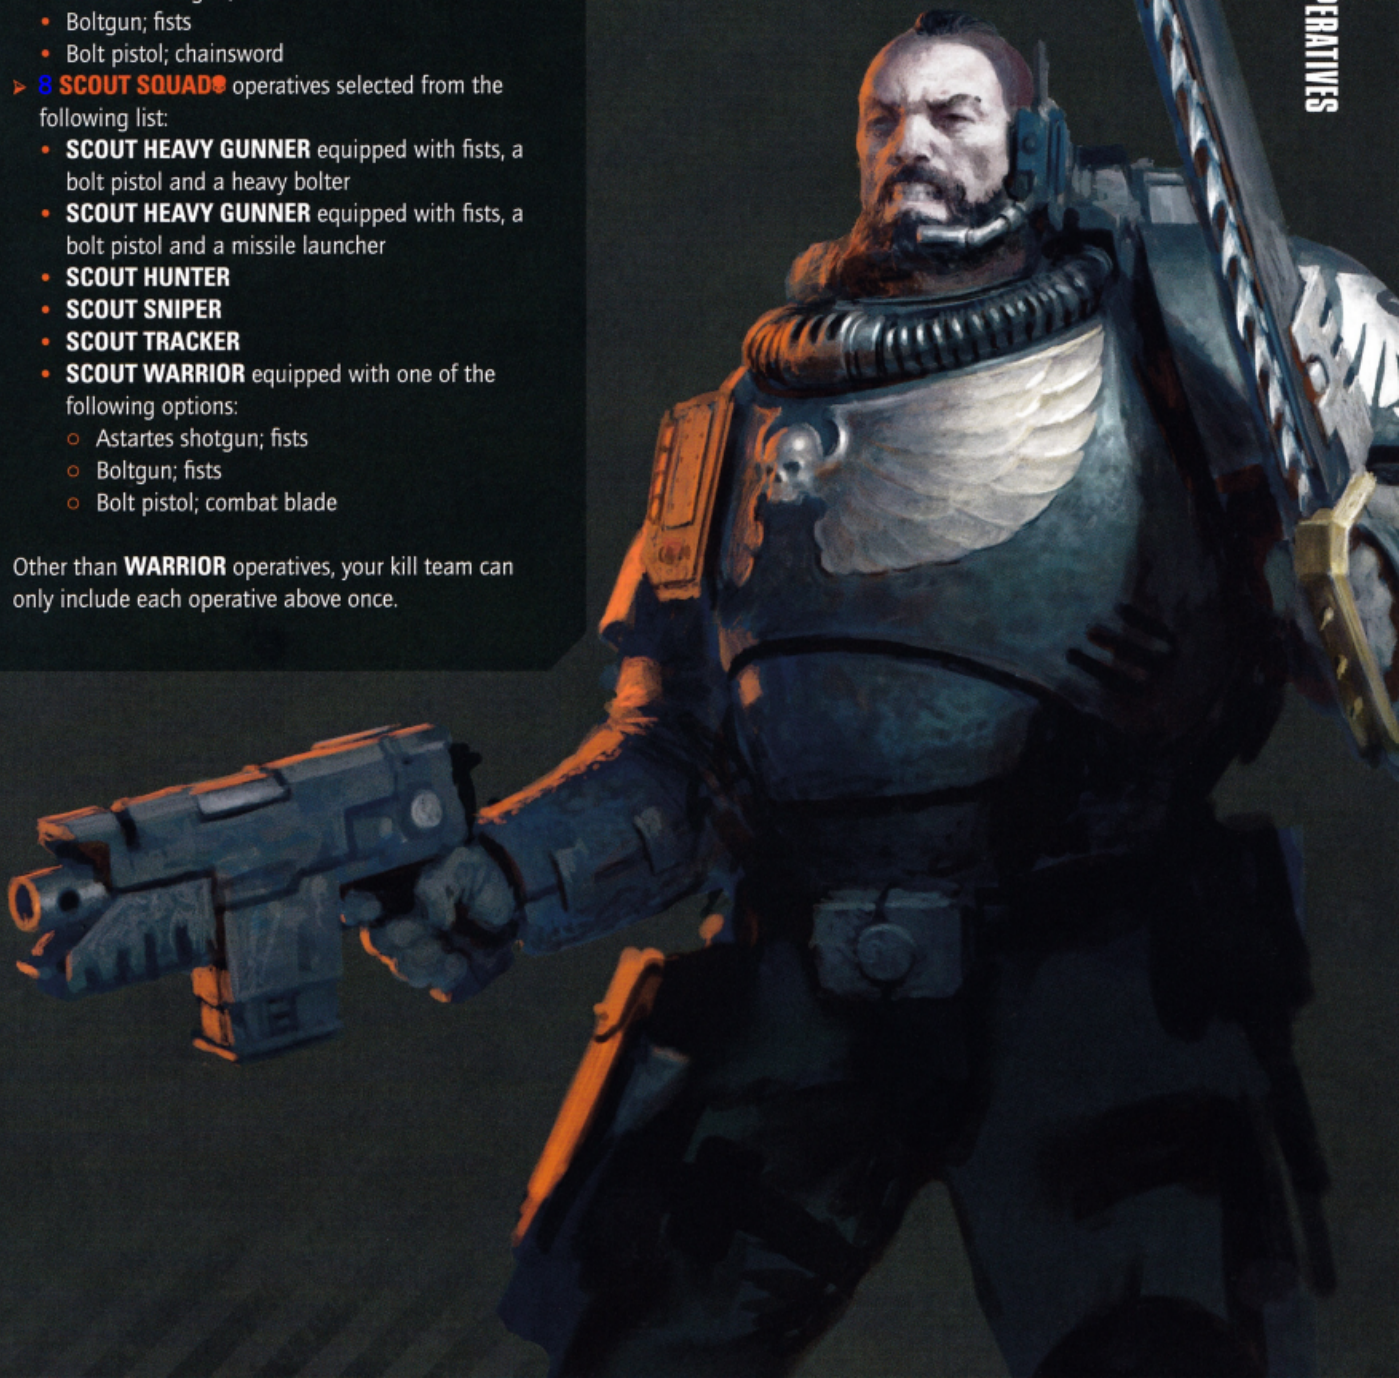 • Boltgun; fists
• Bolt pistol; chainsword
➤ 8 SCOUT SQUAD operatives selected from the
following list:
• SCOUT HEAVY GUNNER equipped with fists, a
bolt pistol and a heavy bolter
• SCOUT HEAVY GUNNER equipped with fists, a
bolt pistol and a missile launcher
• SCOUT HUNTER
• SCOUT SNIPER
• SCOUT TRACKER
• SCOUT WARRIOR equipped with one of the
following options:
○ Astartes shotgun; fists
○ Boltgun; fists
○ Bolt pistol; combat blade
Other than WARRIOR operatives, your kill team can
only include each operative above once.
PERATIVES